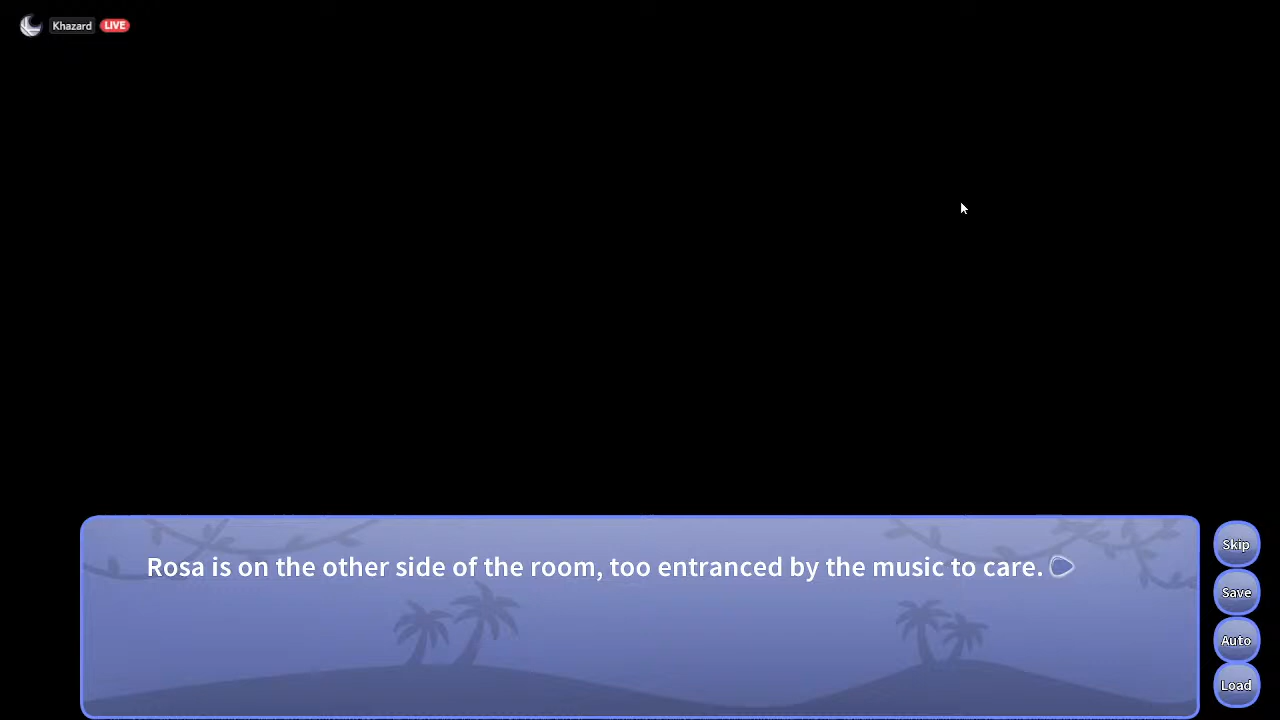 Khazard LIVE
Rosa is on the other side of the room, too entranced by the music to care.
Skip
Save
Auto
Load